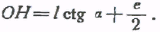 OH = l ctg α + e/2 .